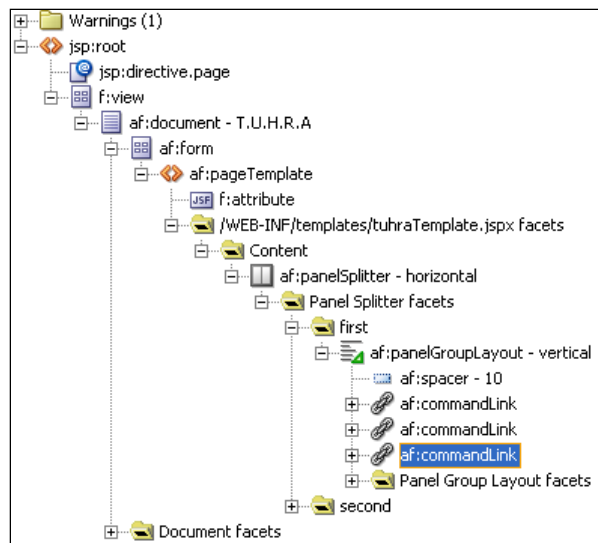 Warnings (1)
jsp:root
jsp:directive.page
f:view
af:document - T.U.H.R.A
af:form
af:pageTemplate
JSF f:attribute
/WEB-INF/templates/tuhraTemplate.jspx facets
Content
af:panelSplitter - horizontal
Panel Splitter facets
first
af:panelGroupLayout - vertical
af:spacer - 10
af:commandLink
af:commandLink
af:commandLink
Panel Group Layout facets
second
Document facets